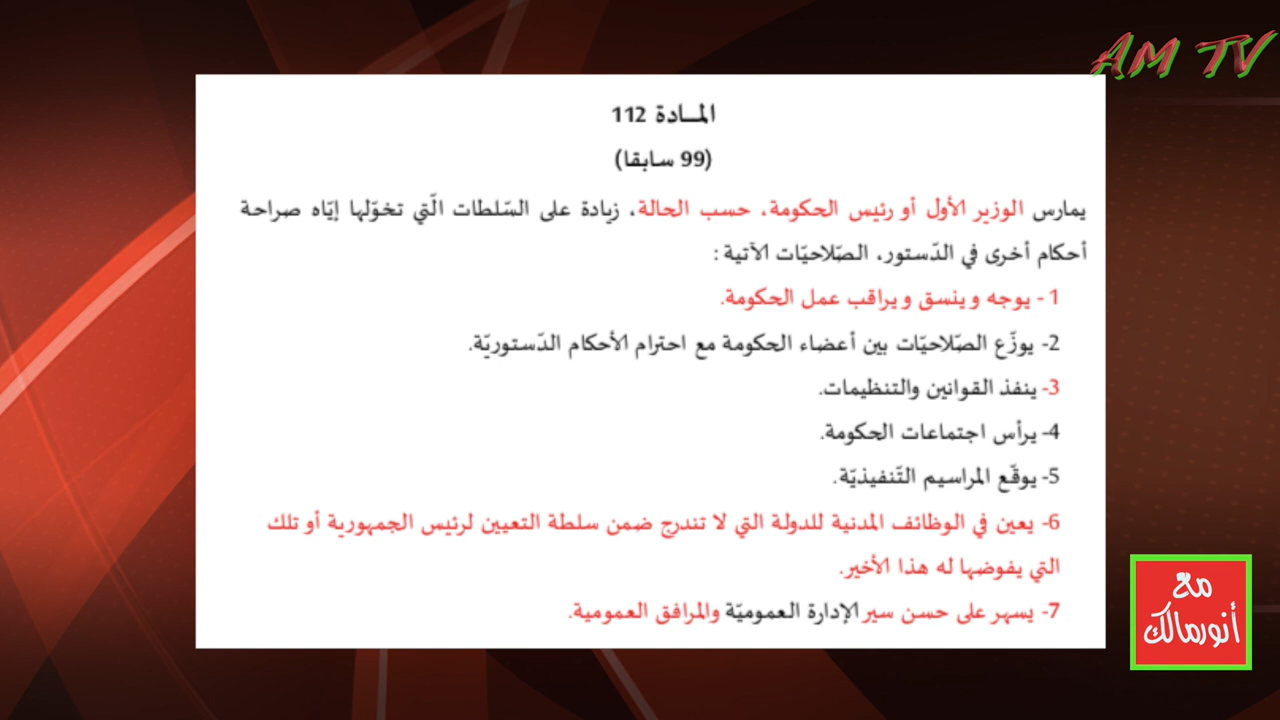 AM TV
المادة 112
(99 سابقا)
يمارس الوزير الأول أو رئيس الحكومة، حسب الحالة، زيادة على السّلطات الّتي تخوّلها إيّاه صراحة
أحكام أخرى في الدّستور، الصّلاحيّات الآتية :
1 - يوجه و ينسق و يراقب عمل الحكومة.
2- يوزّع الصّلاحيّات بين أعضاء الحكومة مع احترام الأحكام الدّستوريّة.
3- ينفذ القوانين والتنظيمات.
4- يرأس اجتماعات الحكومة.
5- يوقّع المراسيم التّنفيذيّة.
6- يعين في الوظائف المدنية للدولة التي لا تندرج ضمن سلطة التعيين لرئيس الجمهورية أو تلك
التي يفوضها له هذا الأخير.
7- يسهر على حسن سير الإدارة العموميّة والمرافق العمومية.
مع
أنور مالك